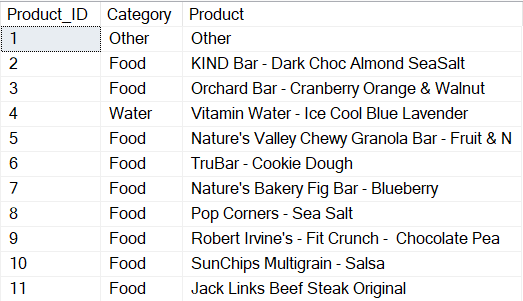 Product_ID Category Product
1 Other Other
2 Food KIND Bar - Dark Choc Almond SeaSalt
3 Food Orchard Bar - Cranberry Orange & Walnut
4 Water Vitamin Water - Ice Cool Blue Lavender
5 Food Nature's Valley Chewy Granola Bar - Fruit & N
6 Food TruBar - Cookie Dough
7 Food Nature's Bakery Fig Bar - Blueberry
8 Food Pop Corners - Sea Salt
9 Food Robert Irvine's - Fit Crunch -  Chocolate Pea
10 Food SunChips Multigrain - Salsa
11 Food Jack Links Beef Steak Original